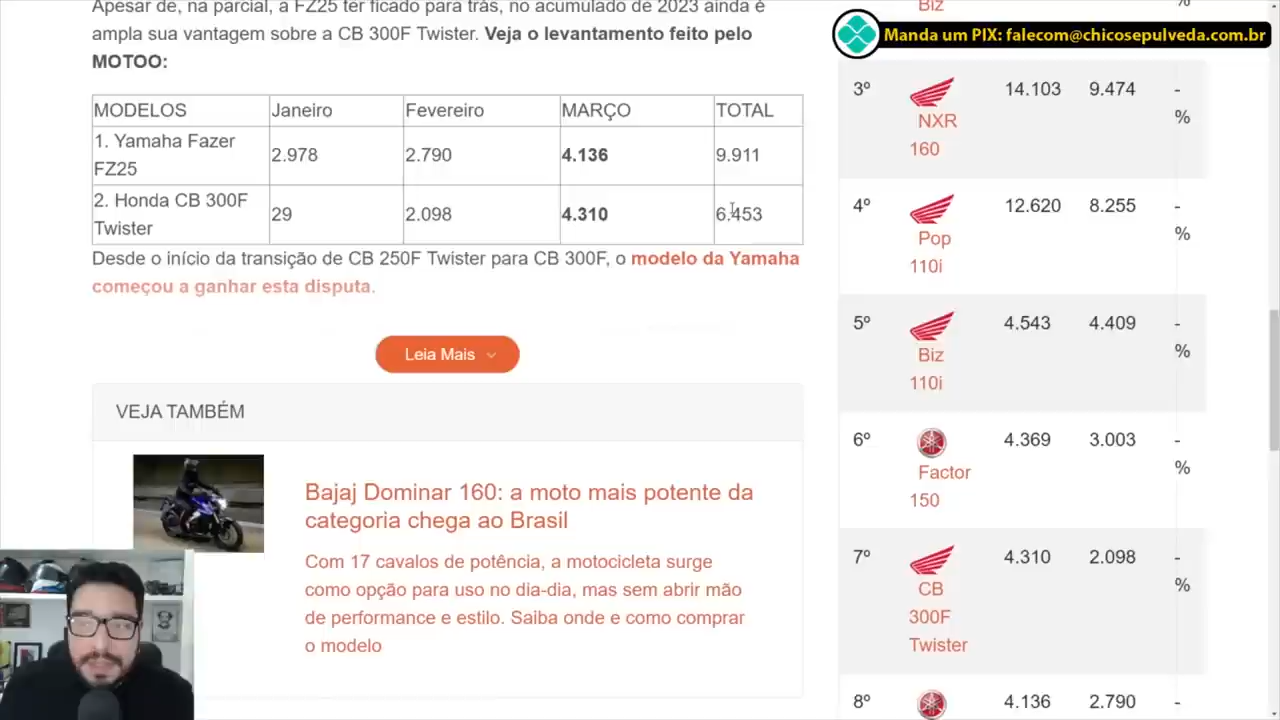 Apesar de, na parcial, a FZ25 ter ficado para trás, no acumulado de 2023 ainda é
ampla sua vantagem sobre a CB 300F Twister. Veja o levantamento feito pelo
MOTOO:
MODELOS Janeiro Fevereiro MARÇO TOTAL
1. Yamaha Fazer
FZ25
2.978 2.790 4.136 9.911
2. Honda CB 300F
Twister
29 2.098 4.310 6.453
Desde o início da transição de CB 250F Twister para CB 300F, o modelo da Yamaha
começou a ganhar esta disputa.
Leia Mais
VEJA TAMBÉM
Bajaj Dominar 160: a moto mais potente da
categoria chega ao Brasil
Com 17 cavalos de potência, a motocicleta surge
como opção para uso no dia-dia, mas sem abrir mão
de performance e estilo. Saiba onde e como comprar
o modelo
Biz %
Manda um PIX: falecom@chicosepulveda.com.br
3º 14.103 9.474 -
%
NXR
160
4º 12.620 8.255 -
%
Pop
110i
5º 4.543 4.409 -
%
Biz
110i
6º 4.369 3.003 -
%
Factor
150
7º 4.310 2.098 -
%
CB
300F
Twister
8º 4.136 2.790 -